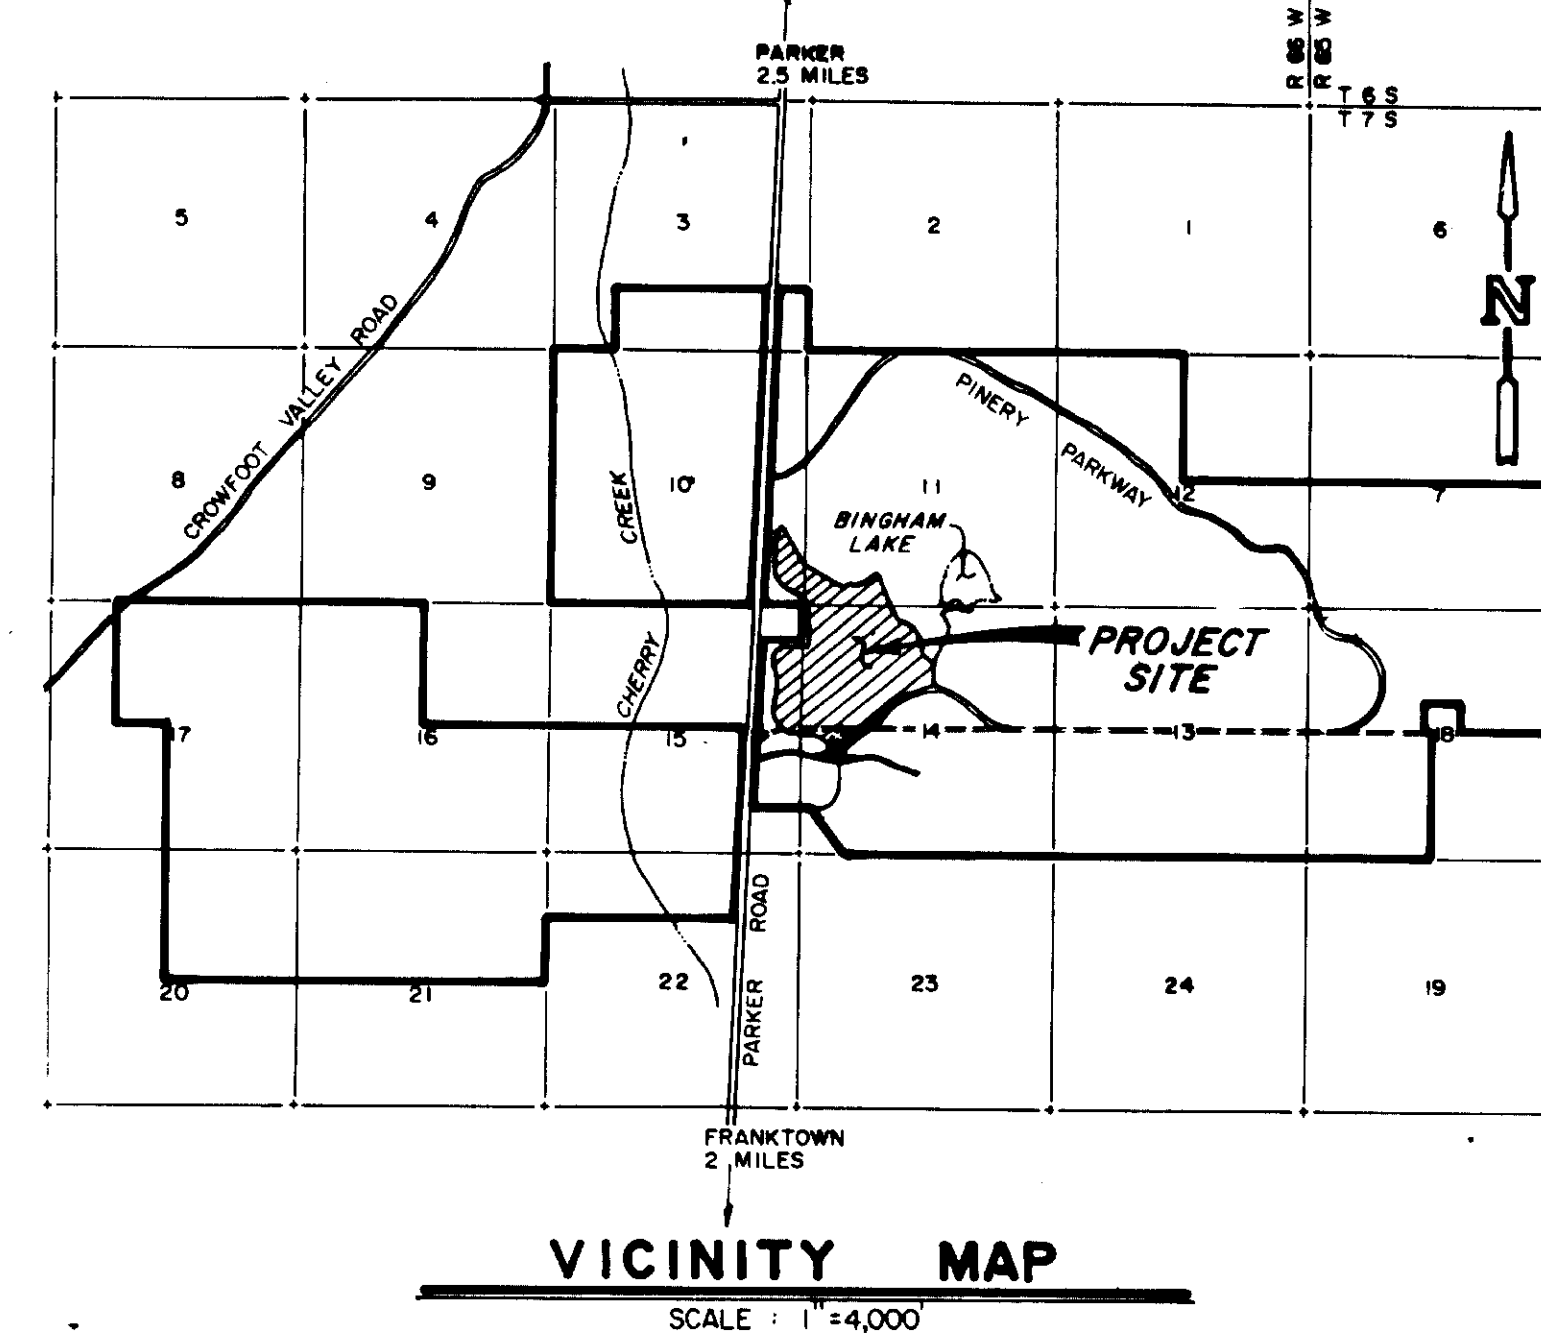 PARKER
2.5 MILES
R 66 W
R 65 W
T 6 S
T 7 S
5
4
3
2
1
6
N
CROWFOOT VALLEY ROAD
PINERY PARKWAY
8
9
10
11
12
7
CHERRY CREEK
BINGHAM
LAKE
PROJECT
SITE
17
16
15
14
13
18
PARKER ROAD
20
21
22
23
24
19
FRANKTOWN
2 MILES
VICINITY MAP
SCALE : 1"=4,000'